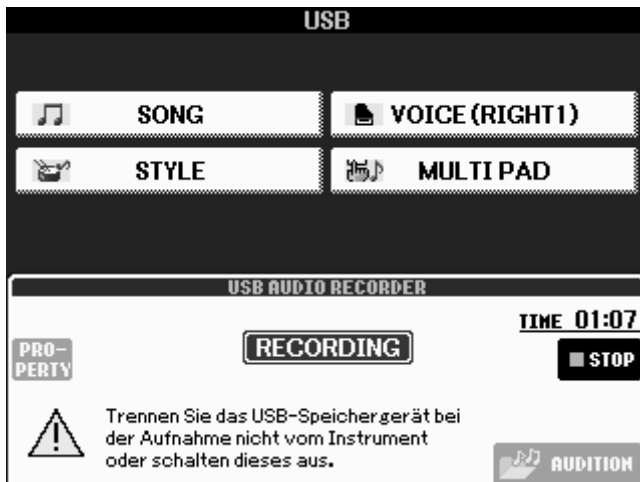 USB
SONG
VOICE(RIGHT1)
STYLE
MULTI PAD
USB AUDIO RECORDER
TIME 01:07
PRO-
PERTY
RECORDING
STOP
Trennen Sie das USB-Speichergerät bei
der Aufnahme nicht vom Instrument
oder schalten dieses aus.
AUDITION